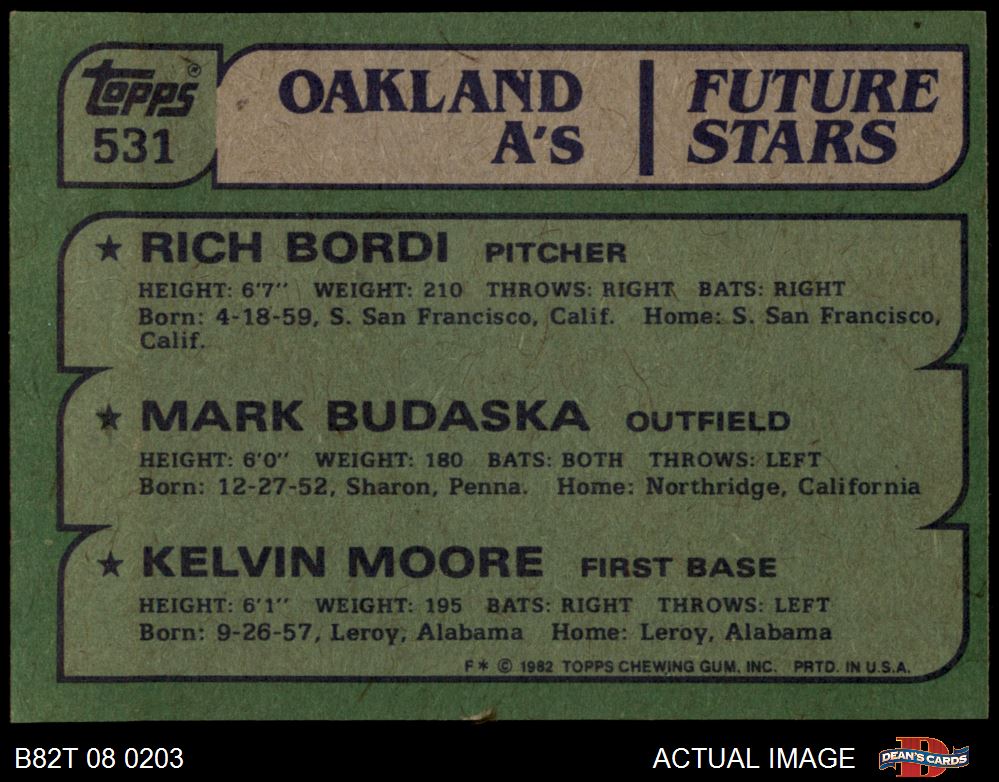 topps®
531
OAKLAND A'S
FUTURE STARS
★ RICH BORDI PITCHER
HEIGHT: 6'7" WEIGHT: 210 THROWS: RIGHT BATS: RIGHT
Born: 4-18-59, S. San Francisco, Calif. Home: S. San Francisco,
Calif.
★ MARK BUDASKA OUTFIELD
HEIGHT: 6'0" WEIGHT: 180 BATS: BOTH THROWS: LEFT
Born: 12-27-52, Sharon, Penna. Home: Northridge, California
★ KELVIN MOORE FIRST BASE
HEIGHT: 6'1" WEIGHT: 195 BATS: RIGHT THROWS: LEFT
Born: 9-26-57, Leroy, Alabama Home: Leroy, Alabama
F* © 1982 TOPPS CHEWING GUM, INC. PRTD. IN U.S.A.
B82T 08 0203
ACTUAL IMAGE
DEAN'S CARDS